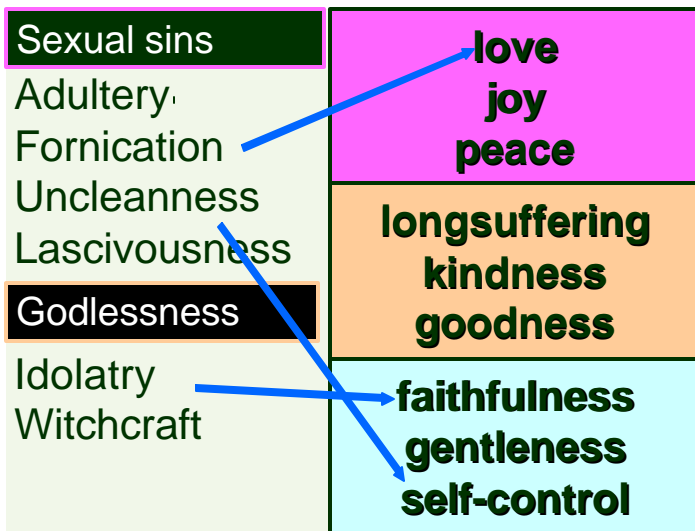 Sexual sins
Adultery
Fornication
Uncleanness
Lascivousness
Godlessness
Idolatry
Witchcraft
love
joy
peace
longsuffering
kindness
goodness
faithfulness
gentleness
self-control